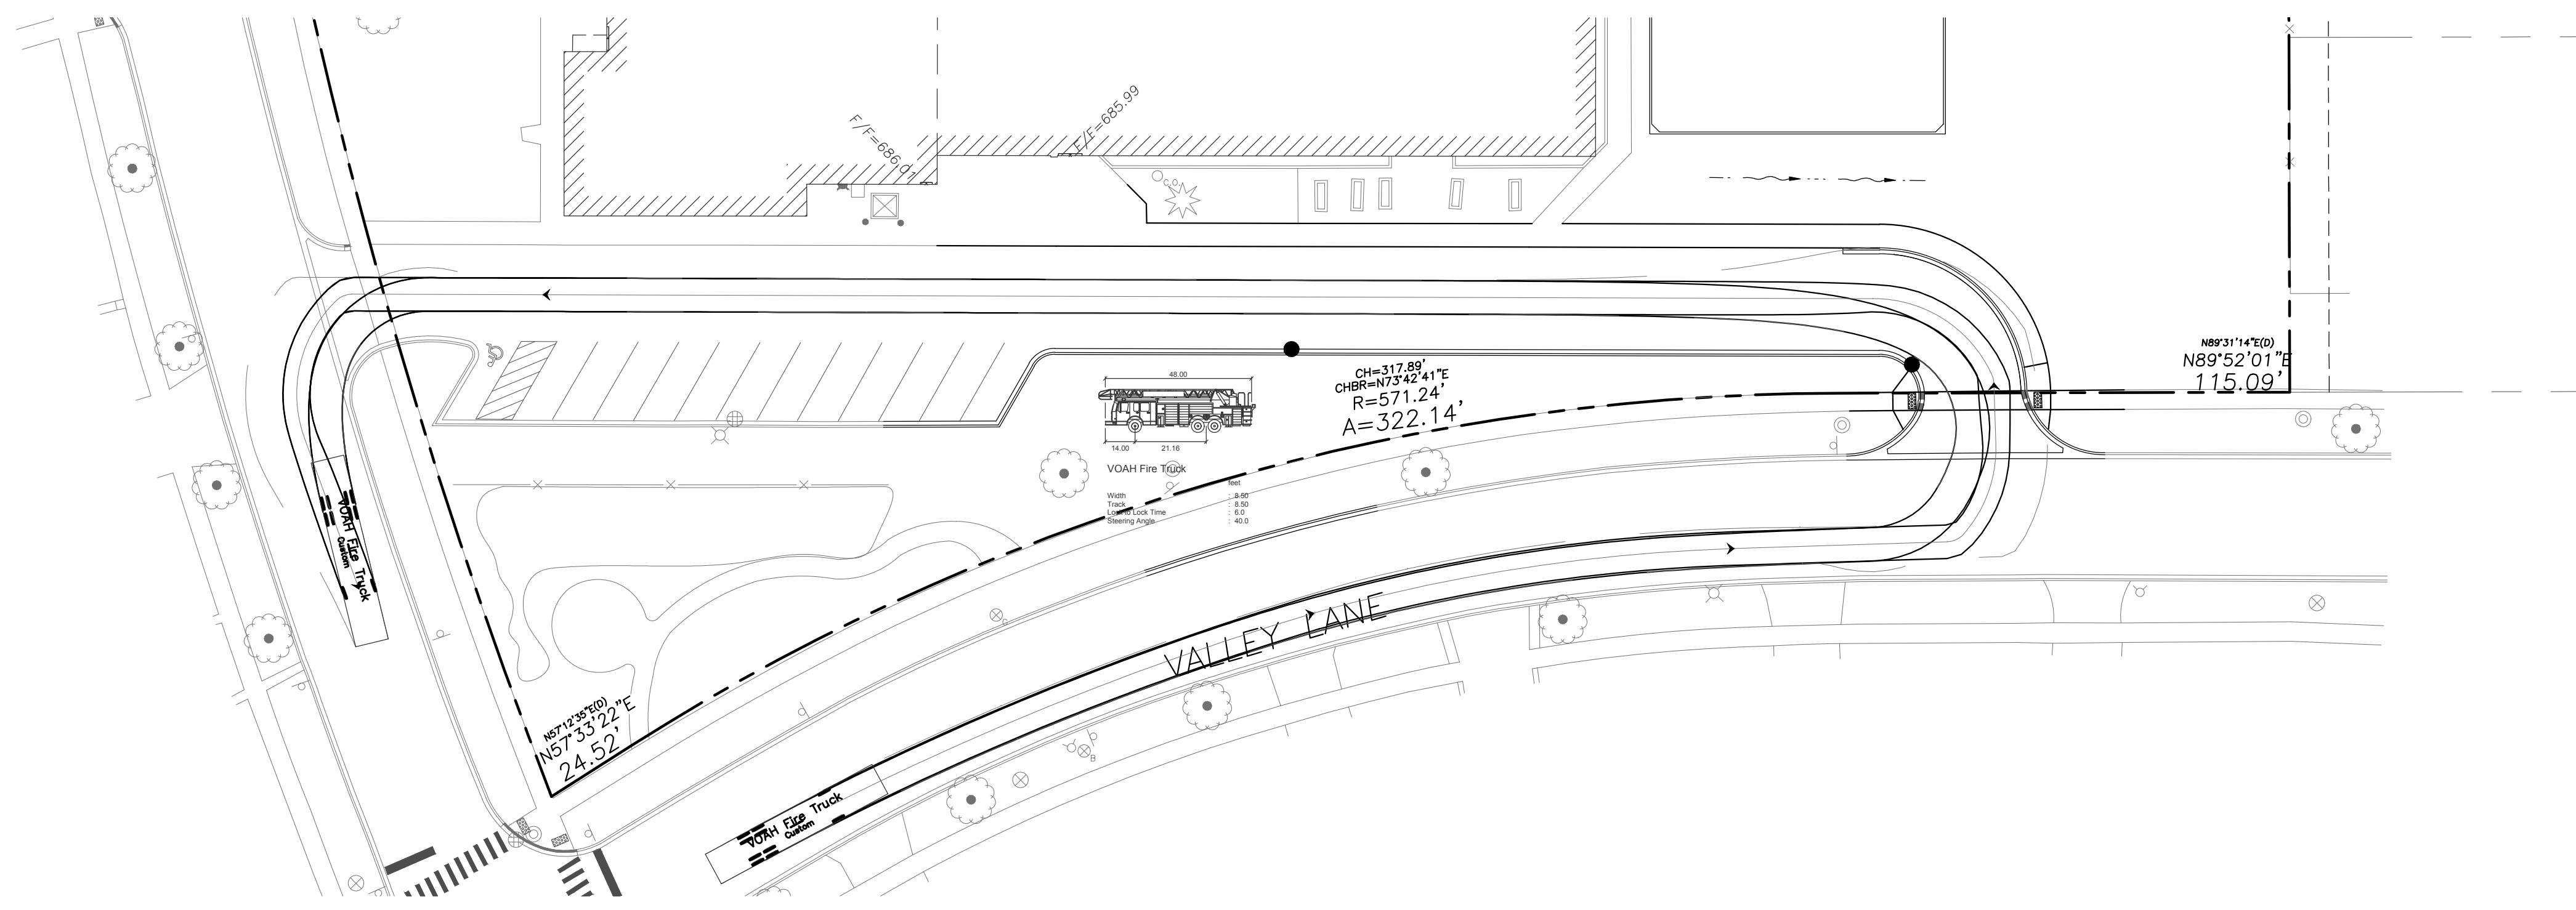 F/F=686.01
F/F=685.99
C.O.
N89°31'14"E(D)
N89°52'01"E
115.09'
CH=317.89'
CHBR=N73°42'41"E
R=571.24'
A=322.14'
48.00
14.00
21.16
VOAH Fire Truck
feet
Width : 8.50
Track : 8.50
Lock to Lock Time : 6.0
Steering Angle : 40.0
VOAH Fire Truck
Custom
G
VALLEY LANE
N57°12'35"E(D)
N57°33'22"E
24.52'
B
VOAH Fire Truck
Custom